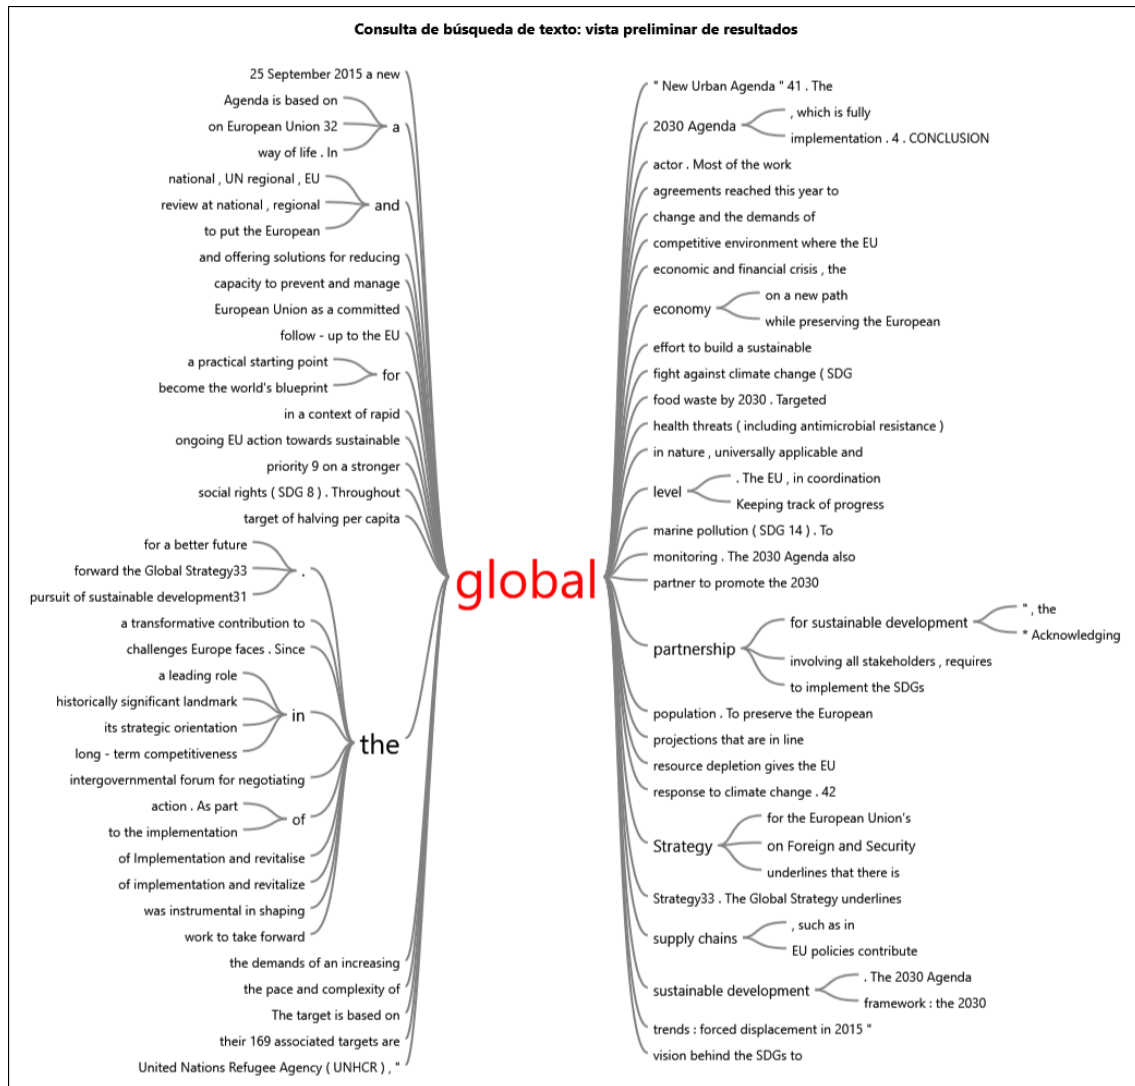 Consulta de búsqueda de texto: vista preliminar de resultados
25 September 2015 a new
Agenda is based on
on European Union 32
way of life . In
a
national , UN regional , EU
review at national , regional
to put the European
and
and offering solutions for reducing
capacity to prevent and manage
European Union as a committed
follow - up to the EU
a practical starting point
become the world's blueprint
for
in a context of rapid
ongoing EU action towards sustainable
priority 9 on a stronger
social rights ( SDG 8 ) . Throughout
target of halving per capita
for a better future
forward the Global Strategy33
pursuit of sustainable development31
.
a transformative contribution to
challenges Europe faces . Since
a leading role
historically significant landmark
its strategic orientation
long - term competitiveness
in
intergovernmental forum for negotiating
action . As part
to the implementation
of
of Implementation and revitalise
of implementation and revitalize
was instrumental in shaping
work to take forward
the
the demands of an increasing
the pace and complexity of
The target is based on
their 169 associated targets are
United Nations Refugee Agency ( UNHCR ) , "
global
" New Urban Agenda " 41 . The
2030 Agenda
, which is fully
implementation . 4 . CONCLUSION
actor . Most of the work
agreements reached this year to
change and the demands of
competitive environment where the EU
economic and financial crisis , the
economy
on a new path
while preserving the European
effort to build a sustainable
fight against climate change ( SDG
food waste by 2030 . Targeted
health threats ( including antimicrobial resistance )
in nature , universally applicable and
level
. The EU , in coordination
Keeping track of progress
marine pollution ( SDG 14 ) . To
monitoring . The 2030 Agenda also
partner to promote the 2030
partnership
for sustainable development
" , the
* Acknowledging
involving all stakeholders , requires
to implement the SDGs
population . To preserve the European
projections that are in line
resource depletion gives the EU
response to climate change . 42
Strategy
for the European Union's
on Foreign and Security
underlines that there is
Strategy33 . The Global Strategy underlines
supply chains
, such as in
EU policies contribute
sustainable development
. The 2030 Agenda
framework : the 2030
trends : forced displacement in 2015 "
vision behind the SDGs to